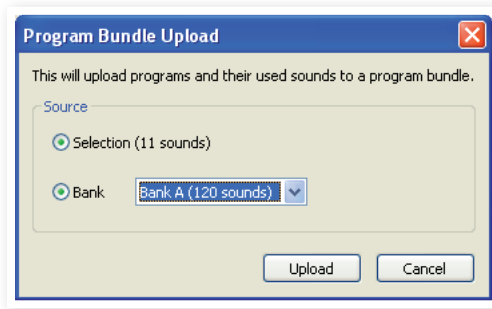 Program Bundle Upload
This will upload programs and their used sounds to a program bundle.
Source
Selection (11 sounds)
Bank Bank A (120 sounds)
Upload Cancel